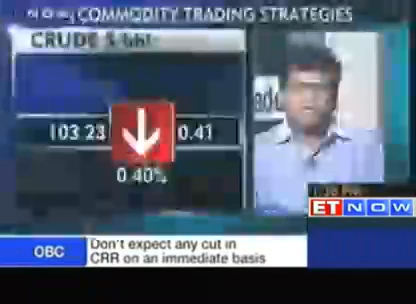 NOW COMMODITY TRADING STRATEGIES
CRUDE $/bbl
103.23 0.41
0.40%
ET NOW
OBC
Don't expect any cut in
CRR on an immediate basis